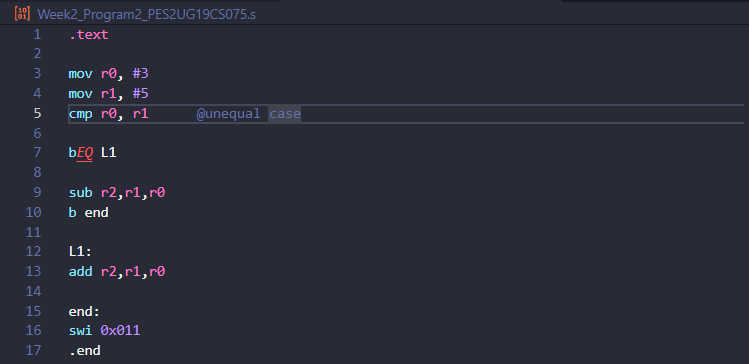 Week2_Program2_PES2UG19CS075.s
1 .text
2
3 mov r0, #3
4 mov r1, #5
5 cmp r0, r1 @unequal case
6
7 bEQ L1
8
9 sub r2,r1,r0
10 b end
11
12 L1:
13 add r2,r1,r0
14
15 end:
16 swi 0x011
17 .end